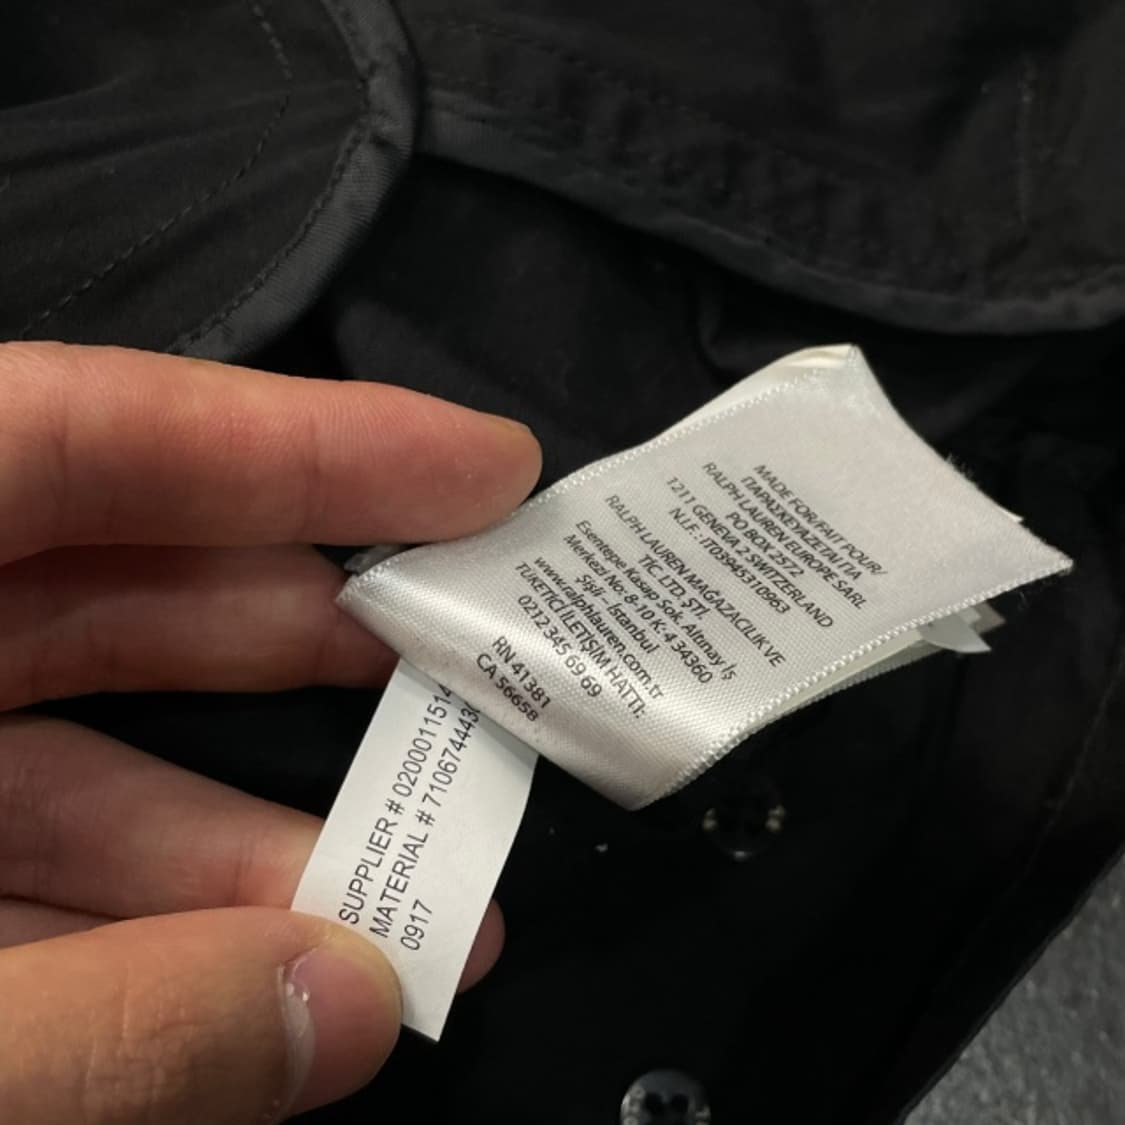 MADE FOR/FAIT POUR/
ΠΑΡΑΣΚΕΥΑΖΕΤΑΙ ΓΙΑ
RALPH LAUREN EUROPE SARL
PO BOX 2572
1211 GENEVA 2 SWITZERLAND
N.I.F.: IT03945310963
RALPH LAUREN MAĞAZACILIK VE
TİC. LTD. ŞTİ.
Esentepe Kasap Sok. Altınay İş
Merkezi No: 8-10 K: 4 34360
Şişli - İstanbul
www.ralphlauren.com.tr
TÜKETİCİ İLETİŞİM HATTI:
0212 345 69 69
RN 41381
CA 56658
SUPPLIER # 0200011514
MATERIAL # 710674443
0917